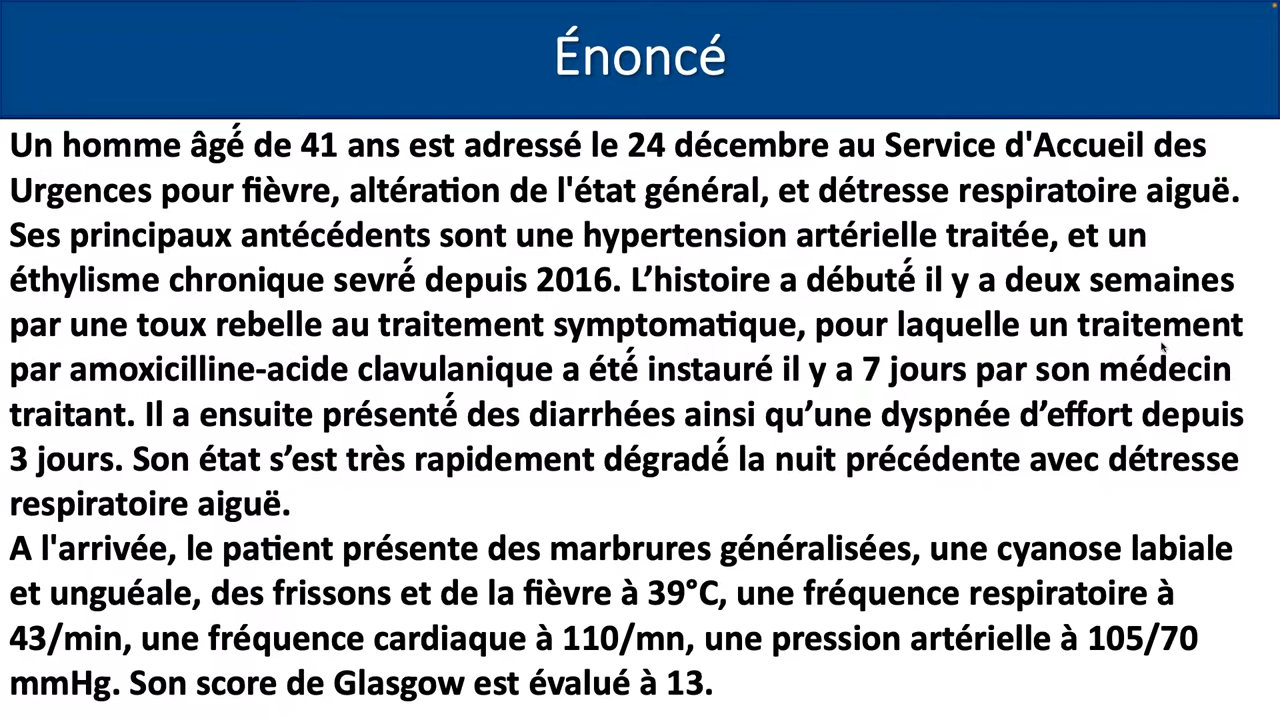 Énoncé
Un homme âgé de 41 ans est adressé le 24 décembre au Service d'Accueil des
Urgences pour fièvre, altération de l'état général, et détresse respiratoire aiguë.
Ses principaux antécédents sont une hypertension artérielle traitée, et un
éthylisme chronique sevré depuis 2016. L’histoire a débuté il y a deux semaines
par une toux rebelle au traitement symptomatique, pour laquelle un traitement
par amoxicilline-acide clavulanique a été instauré il y a 7 jours par son médecin
traitant. Il a ensuite présenté des diarrhées ainsi qu’une dyspnée d’effort depuis
3 jours. Son état s’est très rapidement dégradé la nuit précédente avec détresse
respiratoire aiguë.
A l'arrivée, le patient présente des marbrures généralisées, une cyanose labiale
et unguéale, des frissons et de la fièvre à 39°C, une fréquence respiratoire à
43/min, une fréquence cardiaque à 110/mn, une pression artérielle à 105/70
mmHg. Son score de Glasgow est évalué à 13.